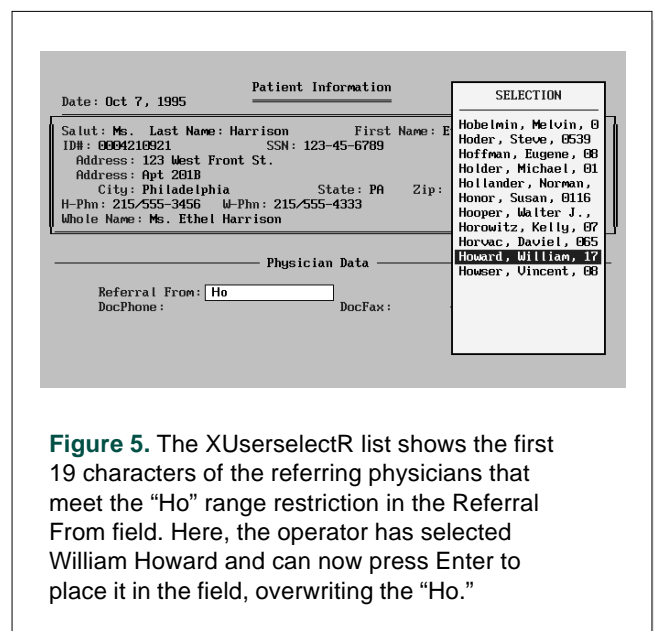 Patient Information
Date: Oct 7, 1995
Salut: Ms. Last Name: Harrison First Name: E
ID#: 0004210921 SSN: 123-45-6789
Address: 123 West Front St.
Address: Apt 201B
City: Philadelphia State: PA Zip:
H-Phn: 215/555-3456 W-Phn: 215/555-4333
Whole Name: Ms. Ethel Harrison
Physician Data
Referral From: Ho
DocPhone: DocFax:
SELECTION
Hobelmin, Melvin, 0
Hoder, Steve, 0539
Hoffman, Eugene, 08
Holder, Michael, 01
Hollander, Norman,
Honor, Susan, 0116
Hooper, Walter J.,
Horowitz, Kelly, 07
Horvac, Daviel, 065
Howard, William, 17
Howser, Vincent, 08
Figure 5. The XUserselectR list shows the first
19 characters of the referring physicians that
meet the “Ho” range restriction in the Referral
From field. Here, the operator has selected
William Howard and can now press Enter to
place it in the field, overwriting the “Ho.”